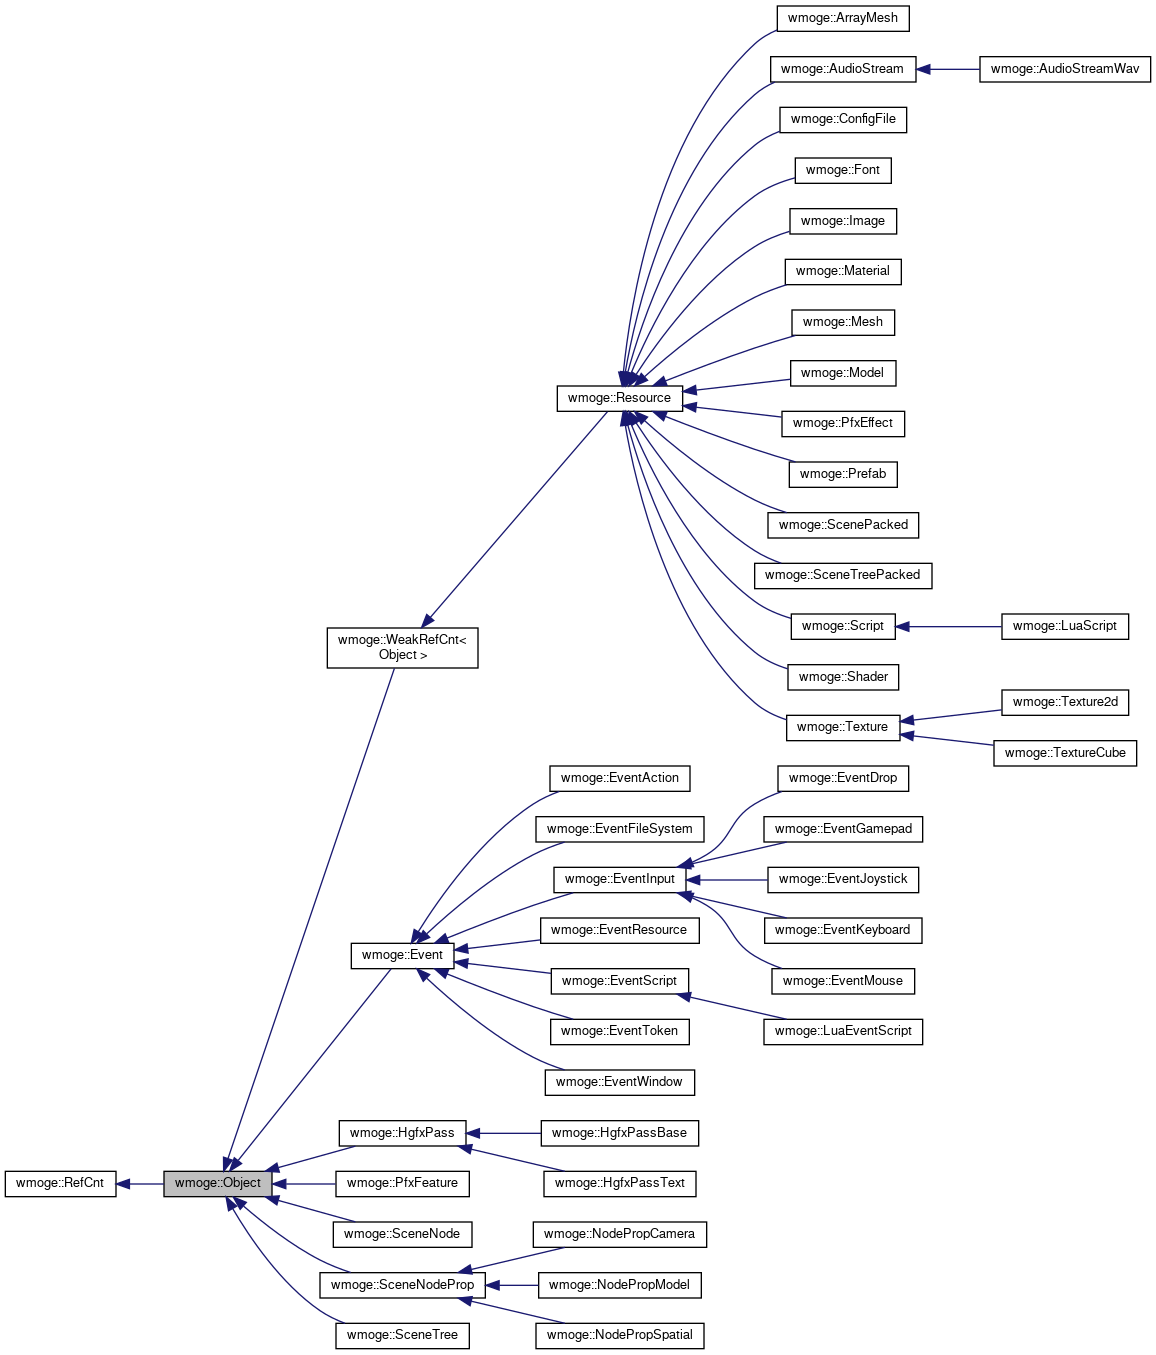 wmoge::ArrayMesh
wmoge::AudioStream
wmoge::AudioStreamWav
wmoge::ConfigFile
wmoge::Font
wmoge::Image
wmoge::Material
wmoge::Mesh
wmoge::Model
wmoge::Resource
wmoge::PfxEffect
wmoge::Prefab
wmoge::ScenePacked
wmoge::SceneTreePacked
wmoge::Script
wmoge::LuaScript
wmoge::WeakRefCnt<
Object >
wmoge::Shader
wmoge::Texture
wmoge::Texture2d
wmoge::TextureCube
wmoge::EventAction
wmoge::EventDrop
wmoge::EventFileSystem
wmoge::EventGamepad
wmoge::EventInput
wmoge::EventJoystick
wmoge::EventResource
wmoge::EventKeyboard
wmoge::Event
wmoge::EventScript
wmoge::EventMouse
wmoge::EventToken
wmoge::LuaEventScript
wmoge::EventWindow
wmoge::HgfxPass
wmoge::HgfxPassBase
wmoge::RefCnt
wmoge::Object
wmoge::PfxFeature
wmoge::HgfxPassText
wmoge::SceneNode
wmoge::NodePropCamera
wmoge::SceneNodeProp
wmoge::NodePropModel
wmoge::SceneTree
wmoge::NodePropSpatial